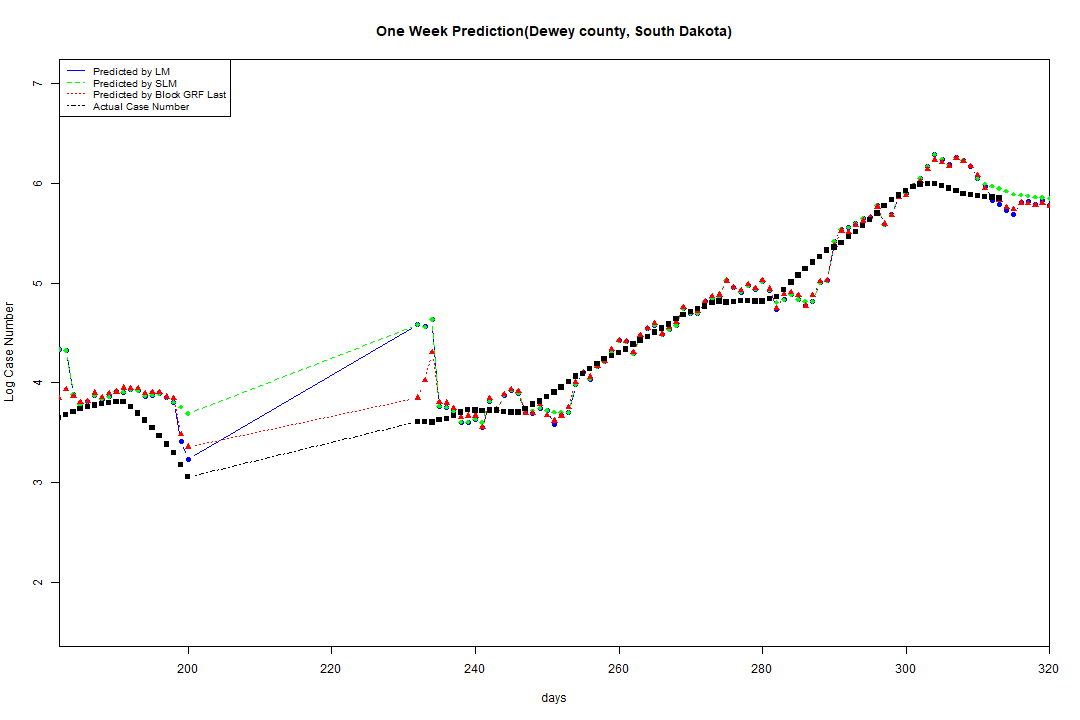 One Week Prediction(Dewey county, South Dakota)
Predicted by LM
Predicted by SLM
Predicted by Block GRF Last
Actual Case Number
Log Case Number
7
6
5
4
3
2
200 220 240 260 280 300 320
days